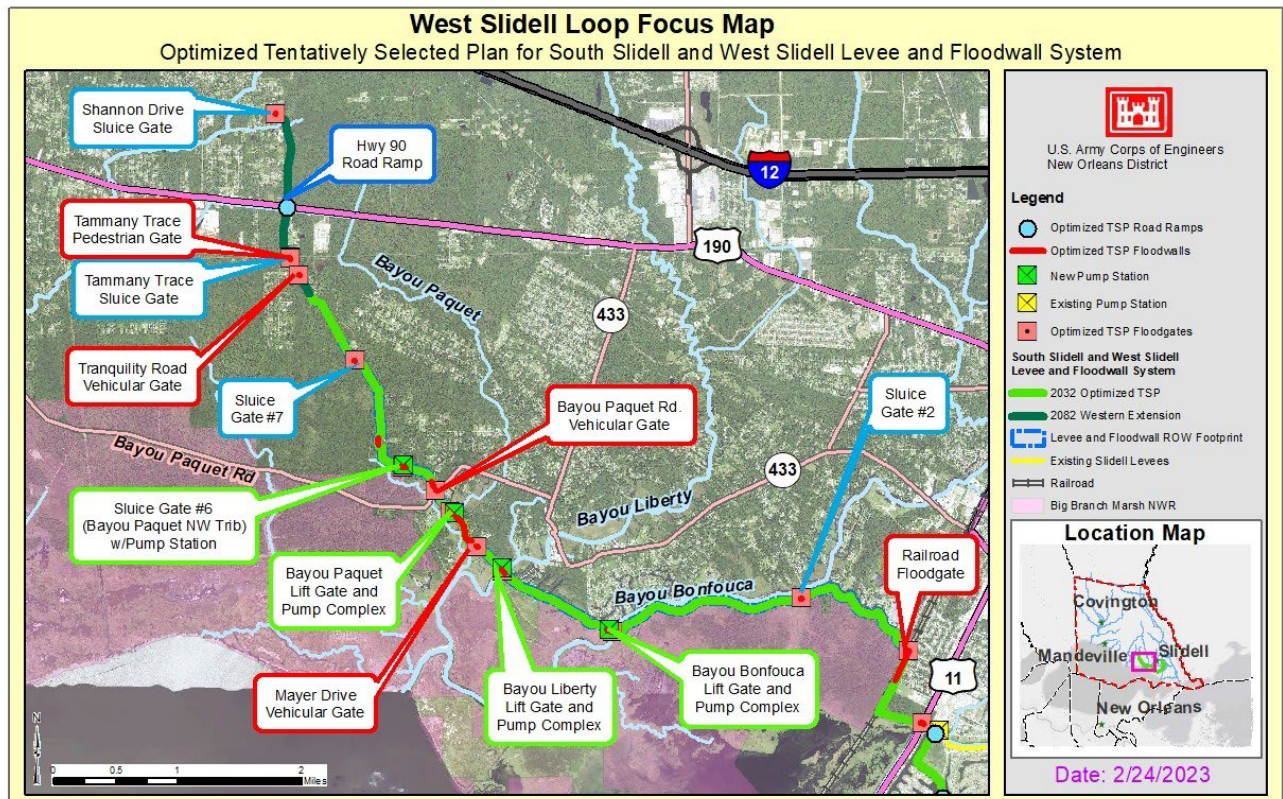 West Slidell Loop Focus Map
Optimized Tentatively Selected Plan for South Slidell and West Slidell Levee and Floodwall System
Shannon Drive
Sluice Gate
Hwy 90
Road Ramp
12
Tammany Trace
Pedestrian Gate
190
Tammany Trace
Sluice Gate
Bayou Paquet
433
Tranquility Road
Vehicular Gate
Sluice
Gate #7
Bayou Paquet Rd.
Vehicular Gate
Sluice
Gate #2
Bayou Paquet Rd
433
Bayou Liberty
Sluice Gate #6
(Bayou Paquet NW Trib)
w/Pump Station
Railroad
Floodgate
Bayou Paquet
Lift Gate and
Pump Complex
Bayou Bonfouca
Mayer Drive
Vehicular Gate
Bayou Liberty
Lift Gate and
Pump Complex
Bayou Bonfouca
Lift Gate and
Pump Complex
11
N
0 0.5 1 2
Miles
U.S. Army Corps of Engineers
New Orleans District
Legend
Optimized TSP Road Ramps
Optimized TSP Floodwalls
New Pump Station
Existing Pump Station
Optimized TSP Floodgates
South Slidell and West Slidell
Levee and Floodwall System
2032 Optimized TSP
2082 Western Extension
Levee and Floodwall ROW Footprint
Existing Slidell Levees
Railroad
Big Branch Marsh NWR
Location Map
Covington
Mandeville
Slidell
New Orleans
Date: 2/24/2023